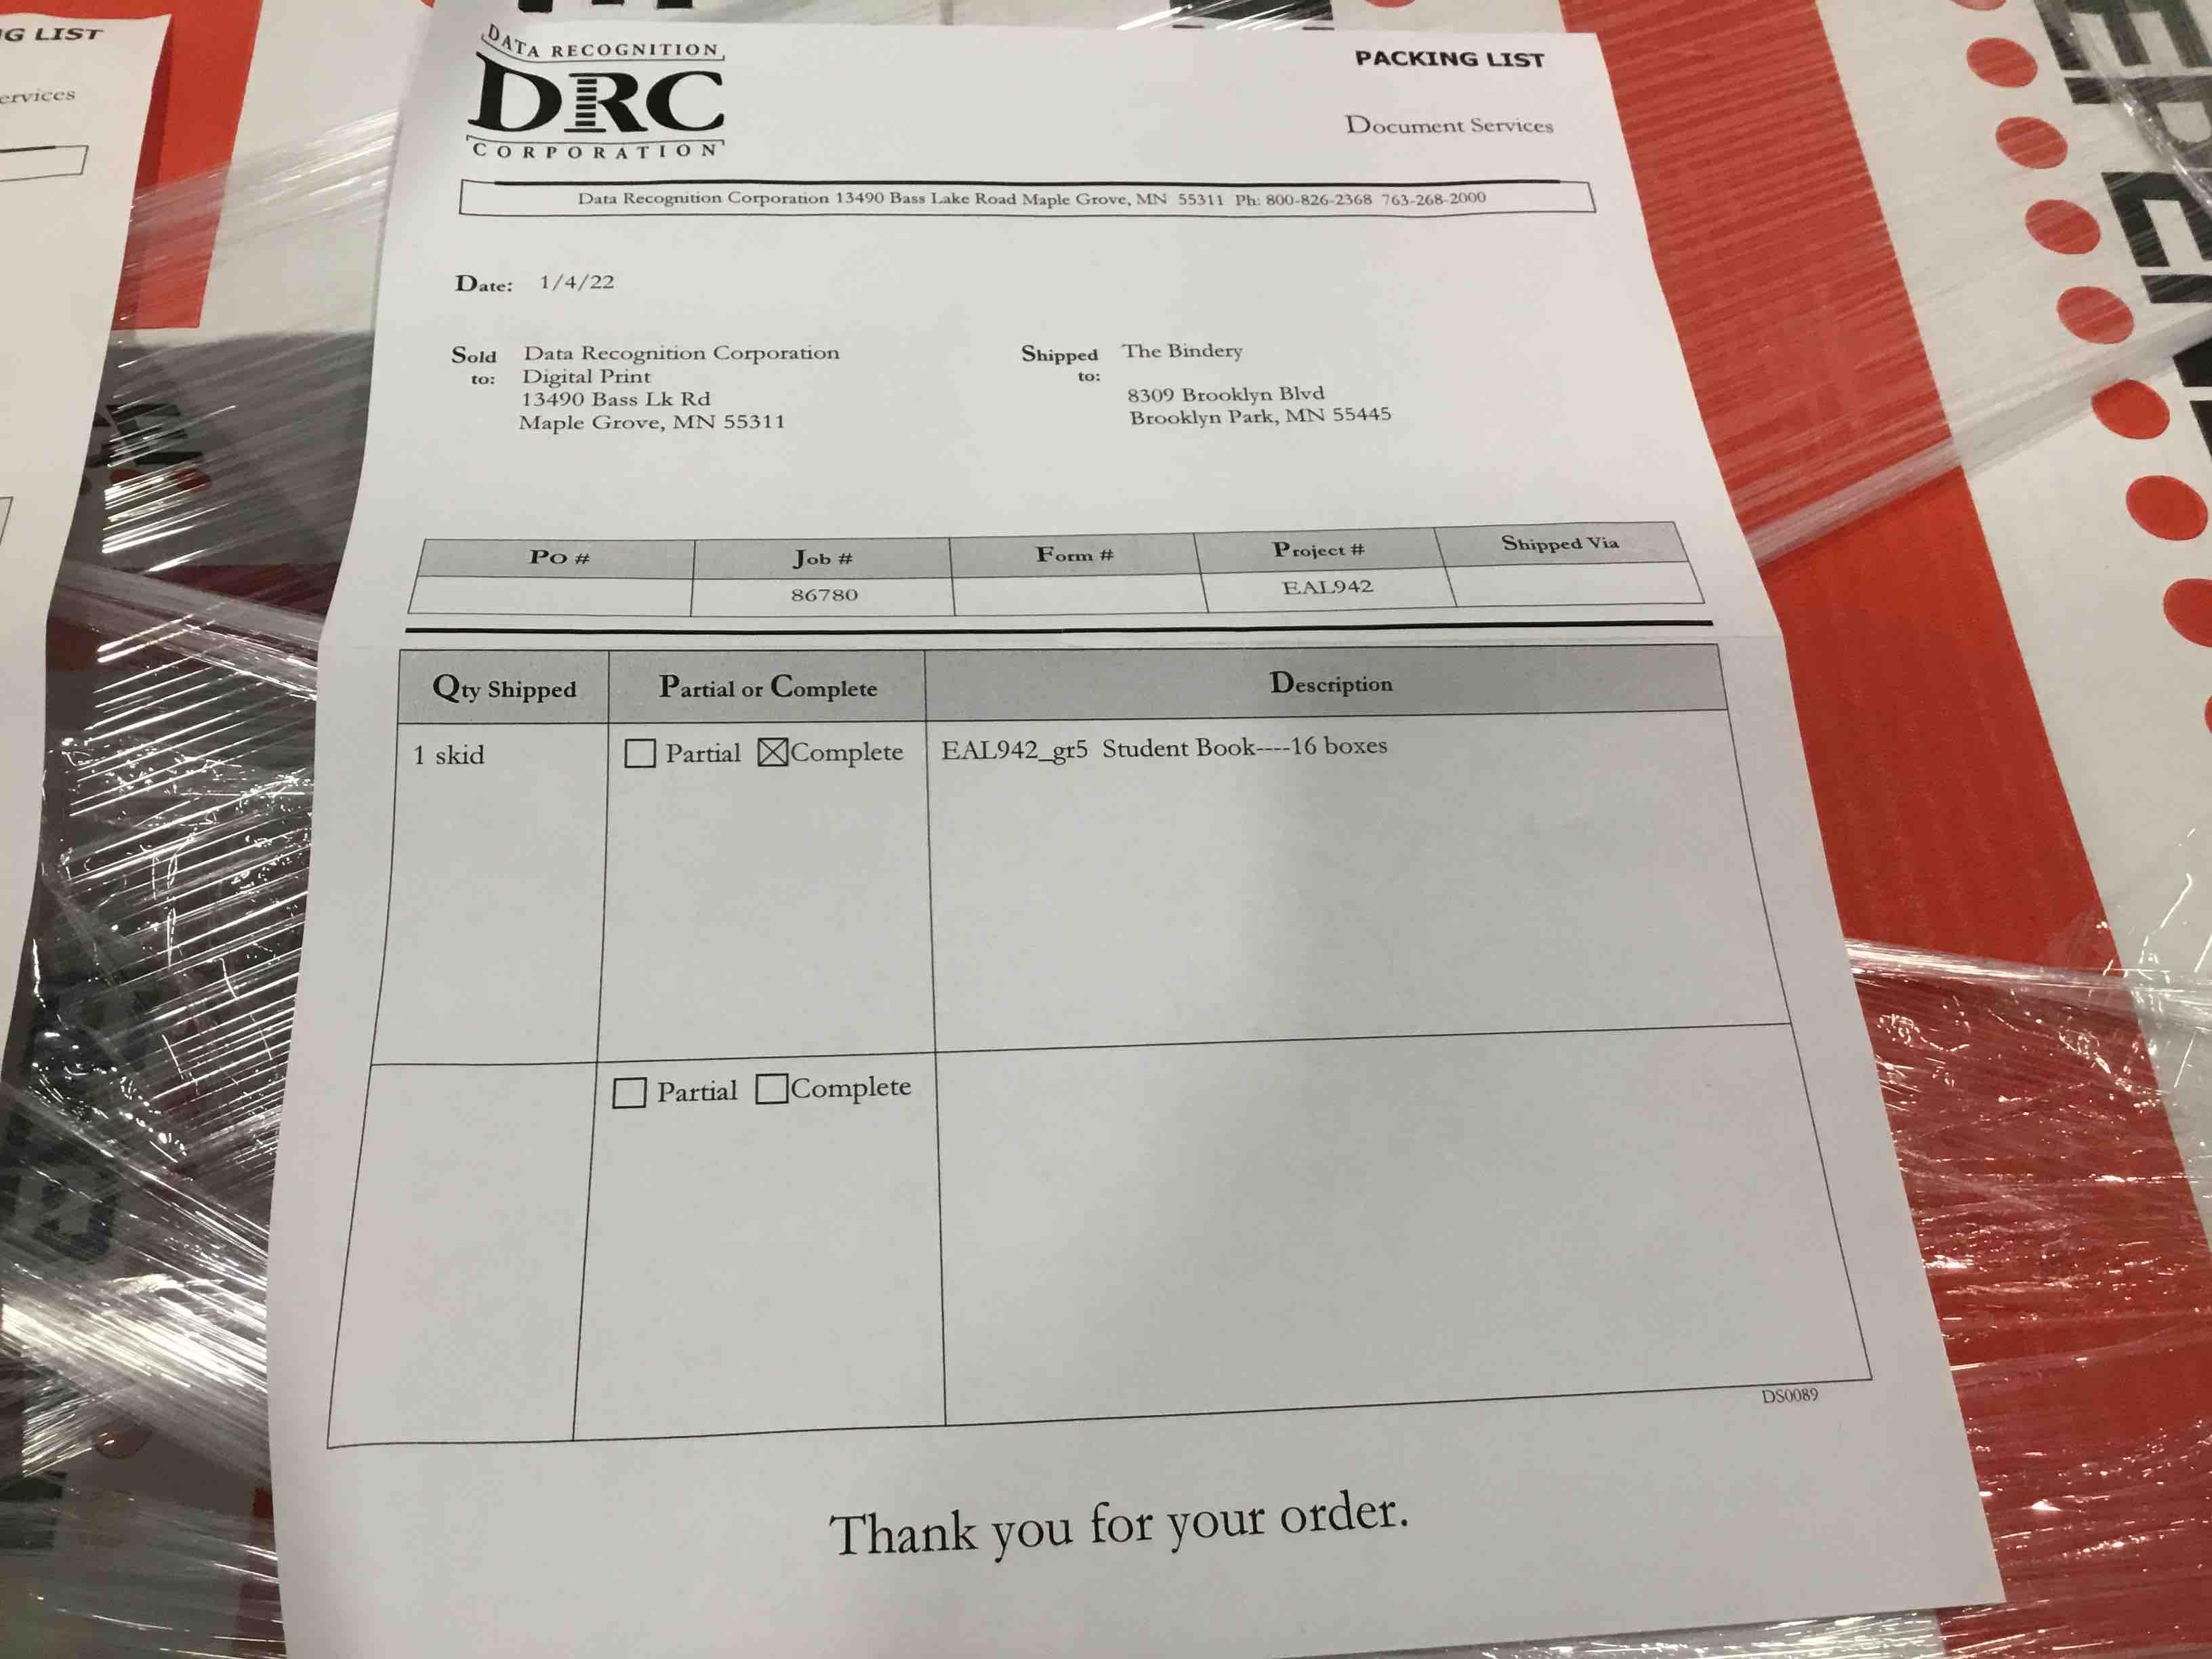 G LIST
ervices
DATA RECOGNITION
DRC
CORPORATION
PACKING LIST
Document Services
Data Recognition Corporation 13490 Bass Lake Road Maple Grove, MN 55311 Ph: 800-826-2368 763-268-2000
Date: 1/4/22
Sold to: Data Recognition Corporation
Digital Print
13490 Bass Lk Rd
Maple Grove, MN 55311
Shipped to: The Bindery
8309 Brooklyn Blvd
Brooklyn Park, MN 55445
Po # Job # Form # Project # Shipped Via
86780 EAL942
Qty Shipped Partial or Complete Description
1 skid Partial Complete EAL942_gr5 Student Book----16 boxes
Partial Complete
DS0089
Thank you for your order.